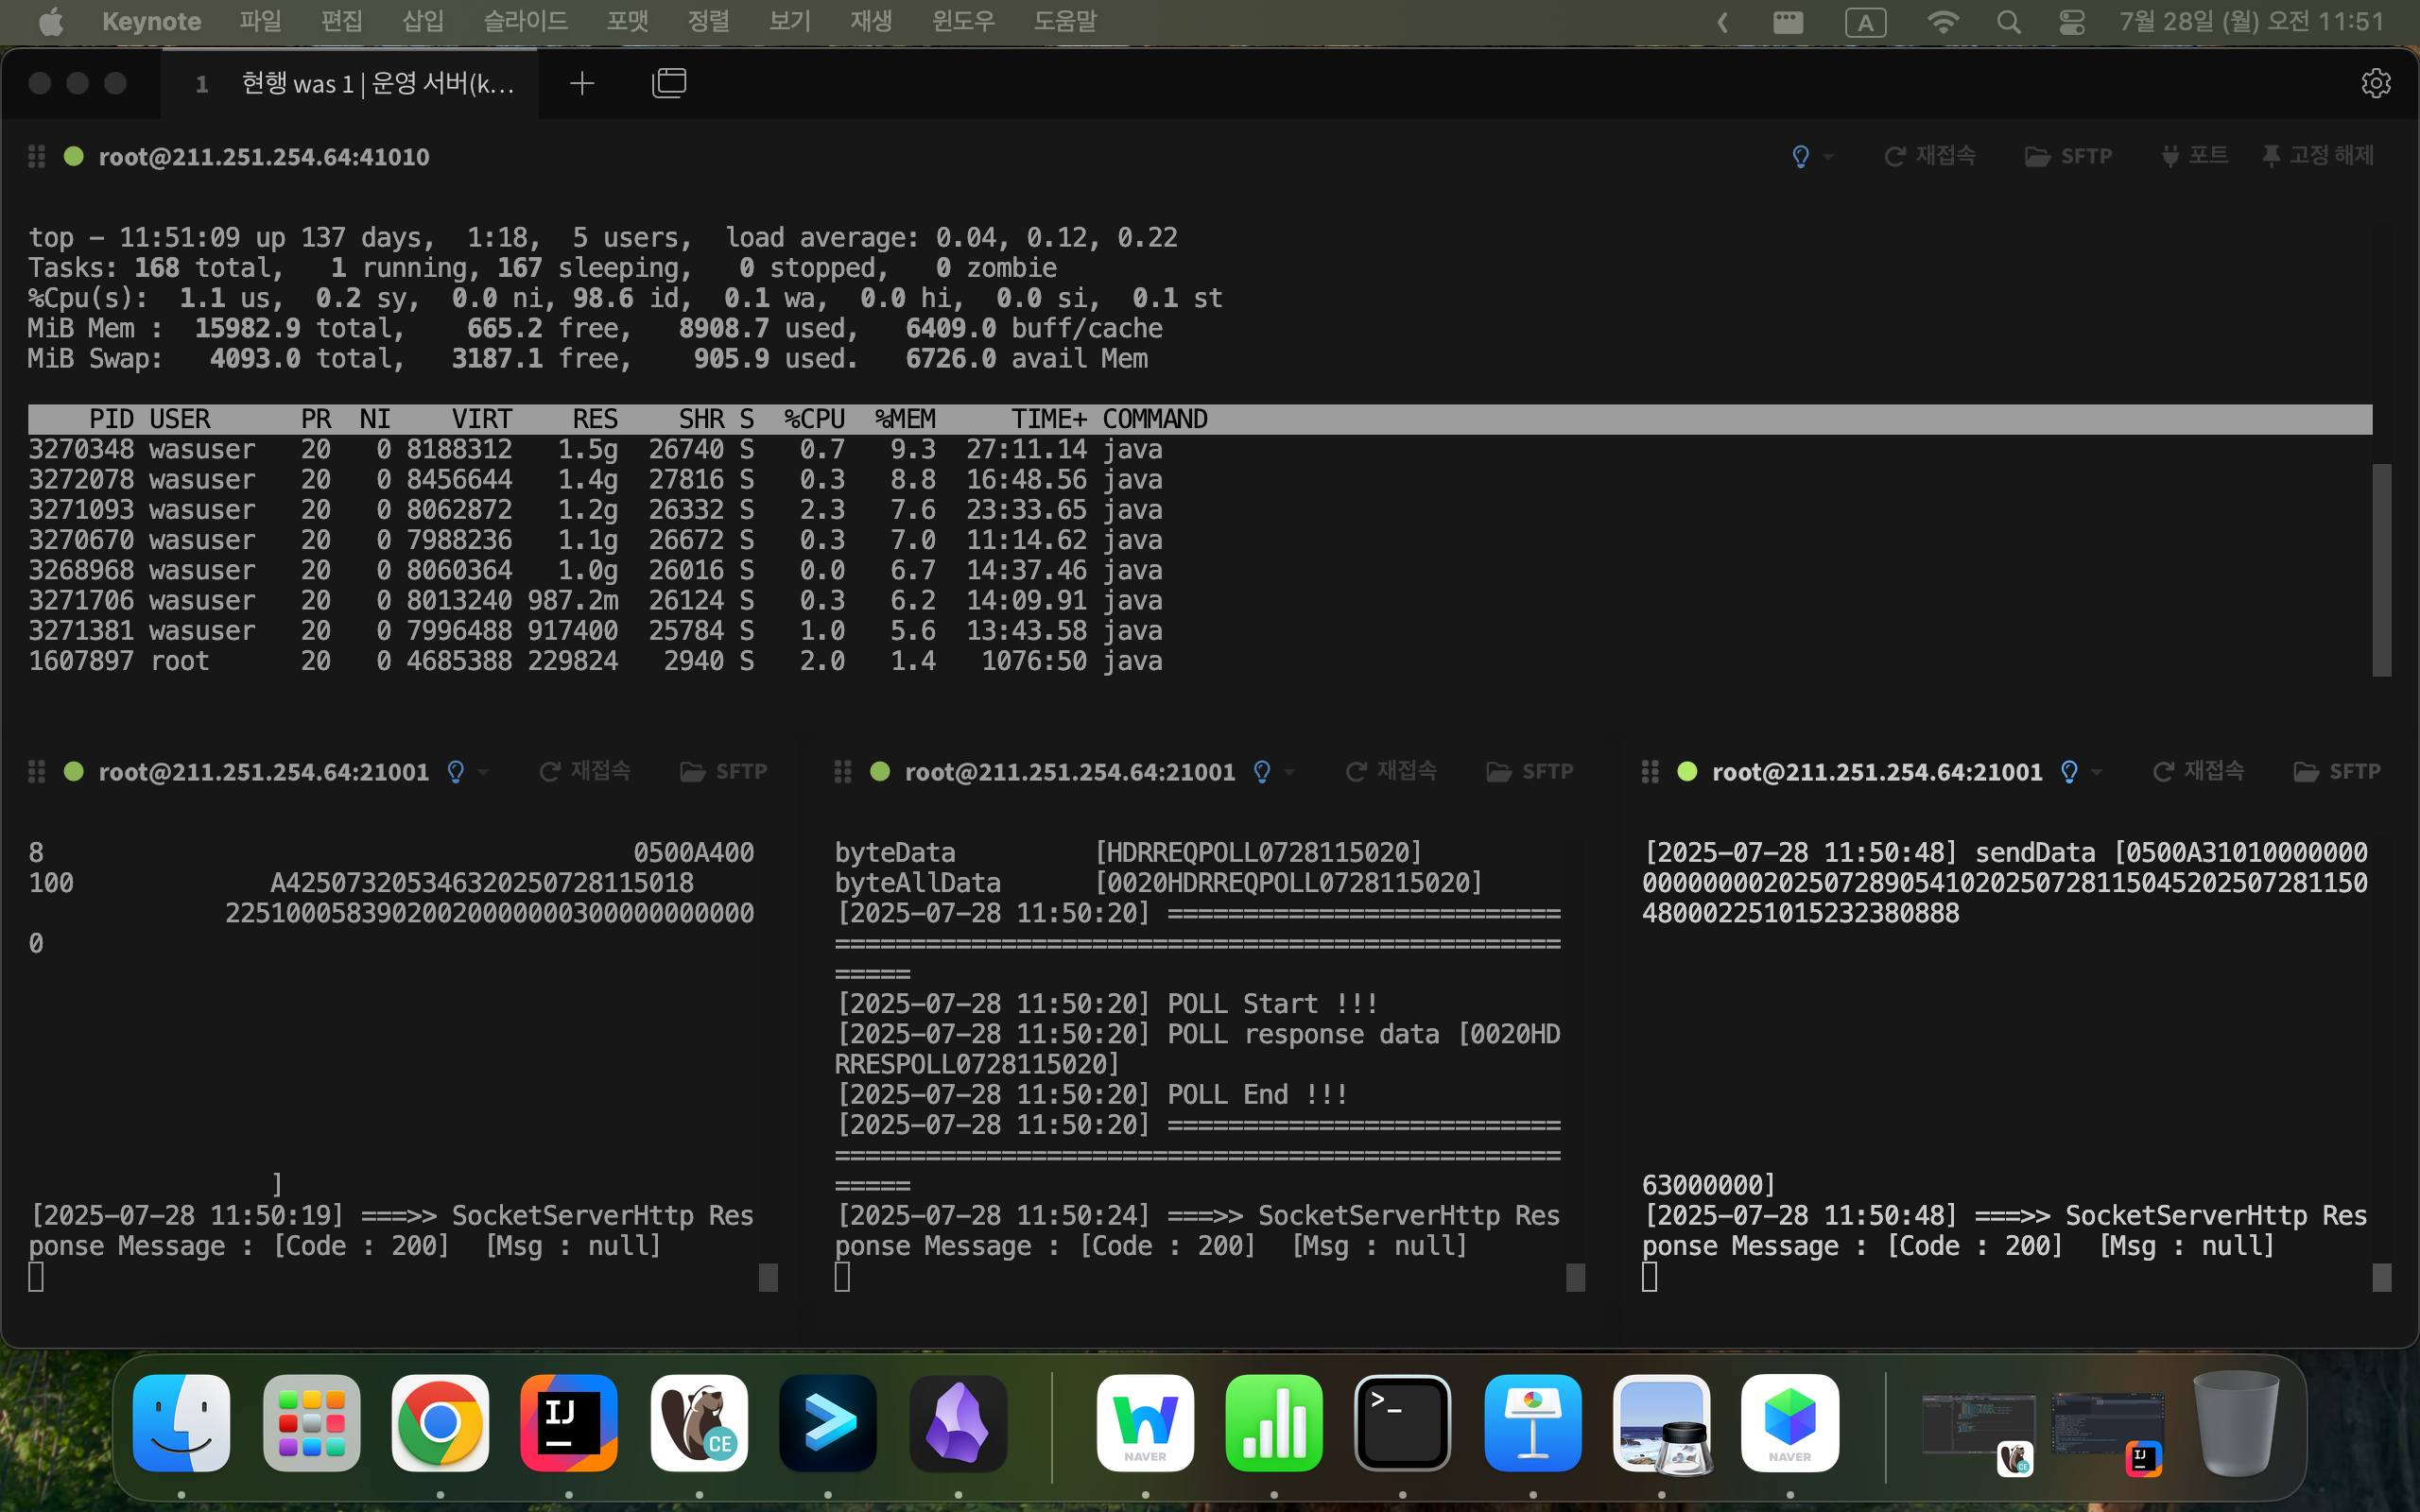 Keynote 파일 편집 삽입 슬라이드 포맷 정렬 보기 재생 윈도우 도움말 A 7월 28일 (월) 오전 11:51
1 현행 was 1 | 운영 서버(k...
root@211.251.254.64:41010 재접속 SFTP 포트 고정 해제
top - 11:51:09 up 137 days, 1:18, 5 users, load average: 0.04, 0.12, 0.22
Tasks: 168 total, 1 running, 167 sleeping, 0 stopped, 0 zombie
%Cpu(s): 1.1 us, 0.2 sy, 0.0 ni, 98.6 id, 0.1 wa, 0.0 hi, 0.0 si, 0.1 st
MiB Mem : 15982.9 total, 665.2 free, 8908.7 used, 6409.0 buff/cache
MiB Swap: 4093.0 total, 3187.1 free, 905.9 used. 6726.0 avail Mem
PID USER PR NI VIRT RES SHR S %CPU %MEM TIME+ COMMAND
3270348 wasuser 20 0 8188312 1.5g 26740 S 0.7 9.3 27:11.14 java
3272078 wasuser 20 0 8456644 1.4g 27816 S 0.3 8.8 16:48.56 java
3271093 wasuser 20 0 8062872 1.2g 26332 S 2.3 7.6 23:33.65 java
3270670 wasuser 20 0 7988236 1.1g 26672 S 0.3 7.0 11:14.62 java
3268968 wasuser 20 0 8060364 1.0g 26016 S 0.0 6.7 14:37.46 java
3271706 wasuser 20 0 8013240 987.2m 26124 S 0.3 6.2 14:09.91 java
3271381 wasuser 20 0 7996488 917400 25784 S 1.0 5.6 13:43.58 java
1607897 root 20 0 4685388 229824 2940 S 2.0 1.4 1076:50 java
root@211.251.254.64:21001 재접속 SFTP
8 0500A400
100 A4250732053463202507281150​18
22510005839020020000000300000000000
0
]
[2025-07-28 11:50:19] ===>> SocketServerHttp Res
ponse Message : [Code : 200] [Msg : null]
root@211.251.254.64:21001 재접속 SFTP
byteData [HDRREQPOLL0728115020]
byteAllData [0020HDRREQPOLL0728115020]
[2025-07-28 11:50:20] ==========================
================================================
=====
[2025-07-28 11:50:20] POLL Start !!!
[2025-07-28 11:50:20] POLL response data [0020HD
RRESPOLL0728115020]
[2025-07-28 11:50:20] POLL End !!!
[2025-07-28 11:50:20] ==========================
================================================
=====
[2025-07-28 11:50:24] ===>> SocketServerHttp Res
ponse Message : [Code : 200] [Msg : null]
root@211.251.254.64:21001 재접속 SFTP
[2025-07-28 11:50:48] sendData [0500A31010000000
000000002025072890541020250728115045202507281150
480002251015232380888
63000000]
[2025-07-28 11:50:48] ===>> SocketServerHttp Res
ponse Message : [Code : 200] [Msg : null]
IJ
CE
NAVER
>_
NAVER
CE
IJ